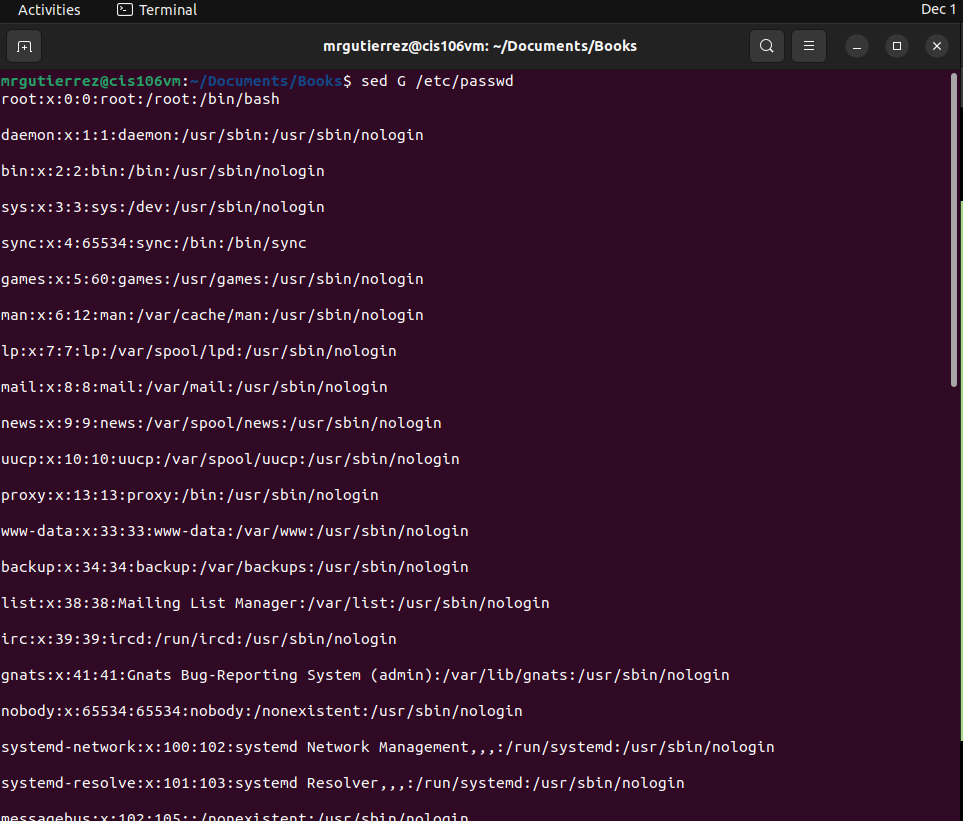 Activities Terminal Dec 1
mrgutierrez@cis106vm: ~/Documents/Books
mrgutierrez@cis106vm:~/Documents/Books$ sed G /etc/passwd
root:x:0:0:root:/root:/bin/bash
daemon:x:1:1:daemon:/usr/sbin:/usr/sbin/nologin
bin:x:2:2:bin:/bin:/usr/sbin/nologin
sys:x:3:3:sys:/dev:/usr/sbin/nologin
sync:x:4:65534:sync:/bin:/bin/sync
games:x:5:60:games:/usr/games:/usr/sbin/nologin
man:x:6:12:man:/var/cache/man:/usr/sbin/nologin
lp:x:7:7:lp:/var/spool/lpd:/usr/sbin/nologin
mail:x:8:8:mail:/var/mail:/usr/sbin/nologin
news:x:9:9:news:/var/spool/news:/usr/sbin/nologin
uucp:x:10:10:uucp:/var/spool/uucp:/usr/sbin/nologin
proxy:x:13:13:proxy:/bin:/usr/sbin/nologin
www-data:x:33:33:www-data:/var/www:/usr/sbin/nologin
backup:x:34:34:backup:/var/backups:/usr/sbin/nologin
list:x:38:38:Mailing List Manager:/var/list:/usr/sbin/nologin
irc:x:39:39:ircd:/run/ircd:/usr/sbin/nologin
gnats:x:41:41:Gnats Bug-Reporting System (admin):/var/lib/gnats:/usr/sbin/nologin
nobody:x:65534:65534:nobody:/nonexistent:/usr/sbin/nologin
systemd-network:x:100:102:systemd Network Management,,,:/run/systemd:/usr/sbin/nologin
systemd-resolve:x:101:103:systemd Resolver,,,:/run/systemd:/usr/sbin/nologin
messagebus:x:102:105::/nonexistent:/usr/sbin/nologin